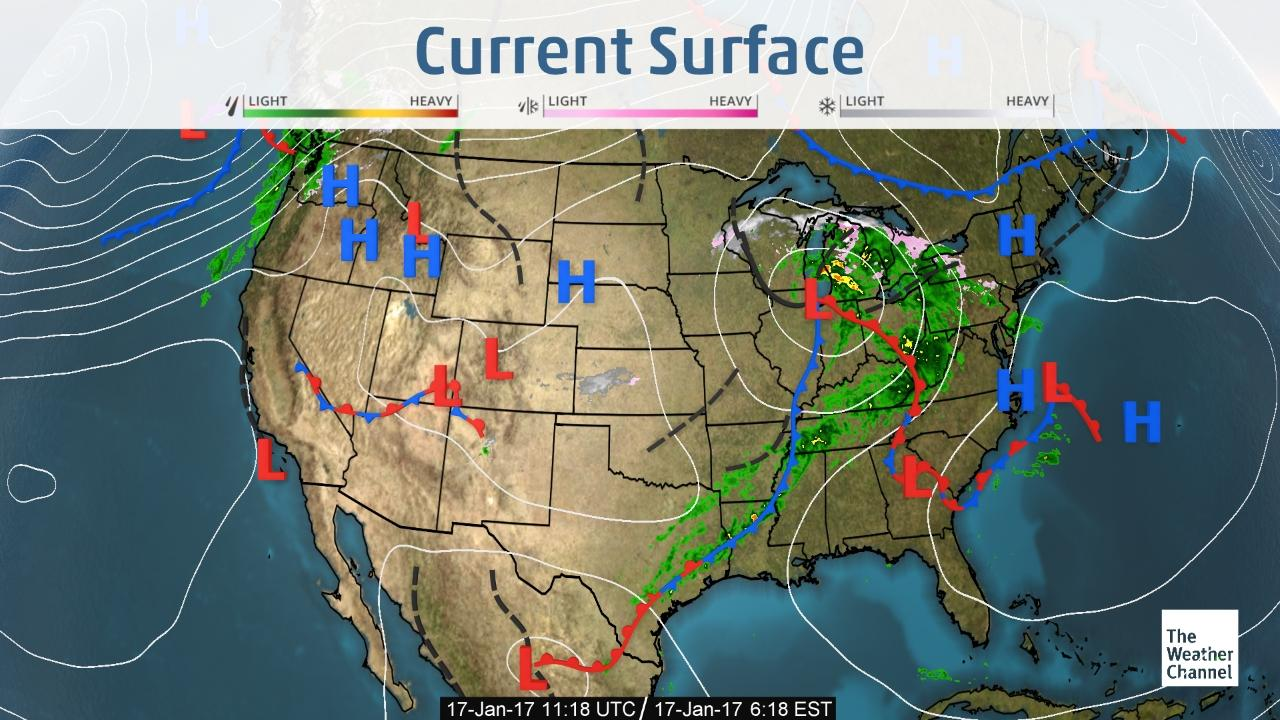 Current Surface
LIGHT HEAVY LIGHT HEAVY LIGHT HEAVY
H H L
L
H
L
H H
H H
L
L
L
L H L
H
L
L
L
The
Weather
Channel
17-Jan-17 11:18 UTC / 17-Jan-17 6:18 EST